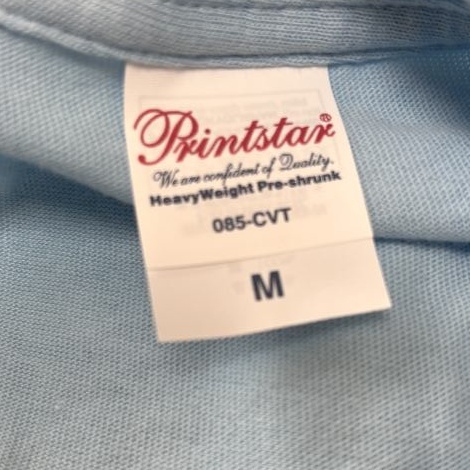 Printstar®
We are confident of Quality.
HeavyWeight Pre-shrunk
085-CVT
M